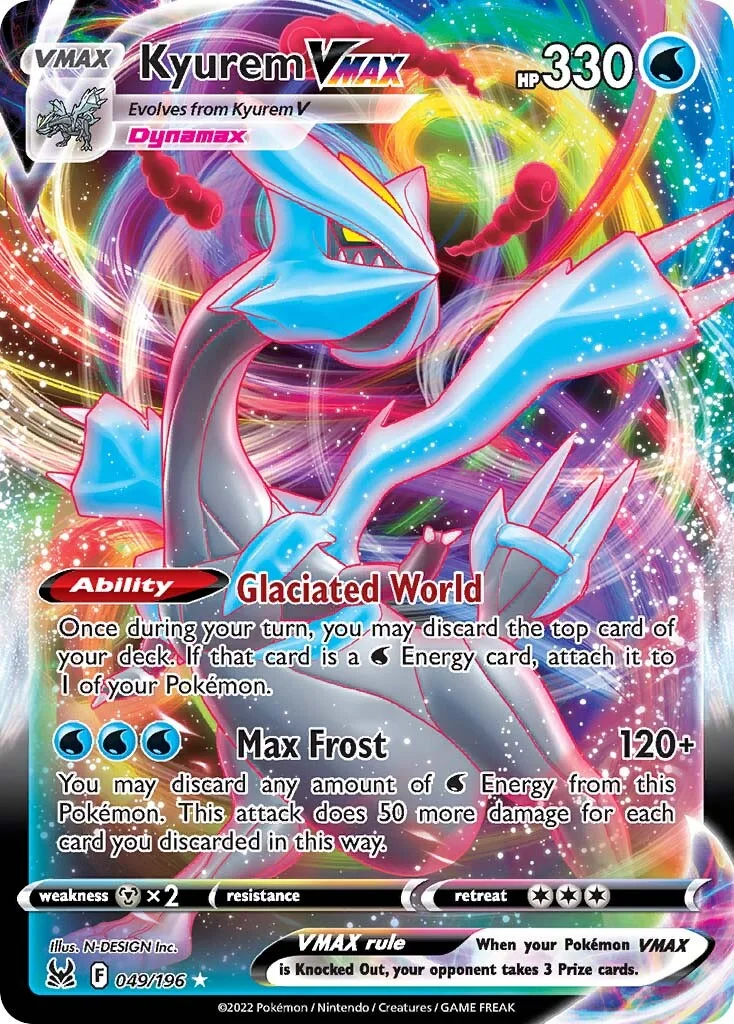 VMAX
Kyurem VMAX
HP 330
Evolves from Kyurem V
Dynamax
Ability Glaciated World
Once during your turn, you may discard the top card of
your deck. If that card is a Energy card, attach it to
1 of your Pokémon.
Max Frost 120+
You may discard any amount of Energy from this
Pokémon. This attack does 50 more damage for each
card you discarded in this way.
weakness ×2 resistance retreat
Illus. N-DESIGN Inc.
VMAX rule When your Pokémon VMAX
is Knocked Out, your opponent takes 3 Prize cards.
F 049/196 ★
©2022 Pokémon / Nintendo / Creatures / GAME FREAK